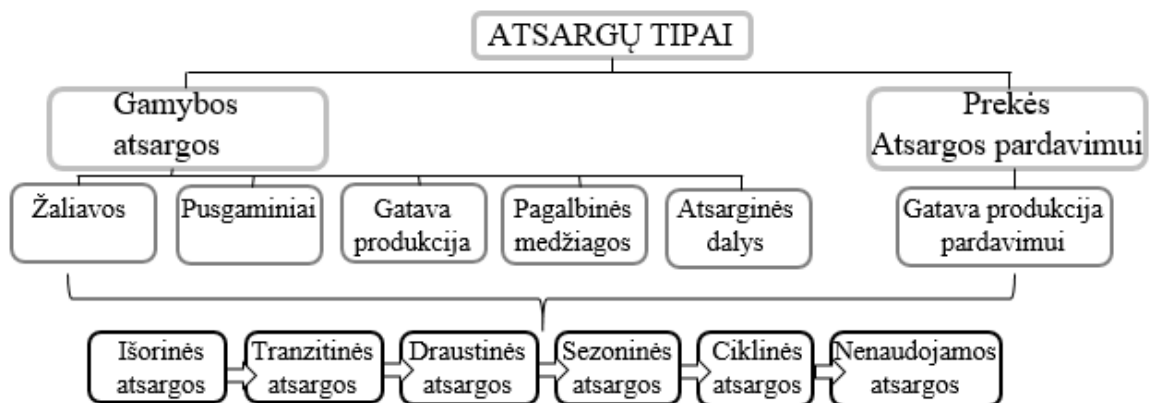 ATSARGŲ TIPAI
Gamybos
atsargos
Prekės
Atsargos pardavimui
Žaliavos
Pusgaminiai
Gatava
produkcija
Pagalbinės
medžiagos
Atsarginės
dalys
Gatava produkcija
pardavimui
Išorinės
atsargos
Tranzitinės
atsargos
Draustinės
atsargos
Sezoninės
atsargos
Ciklinės
atsargos
Nenaudojamos
atsargos